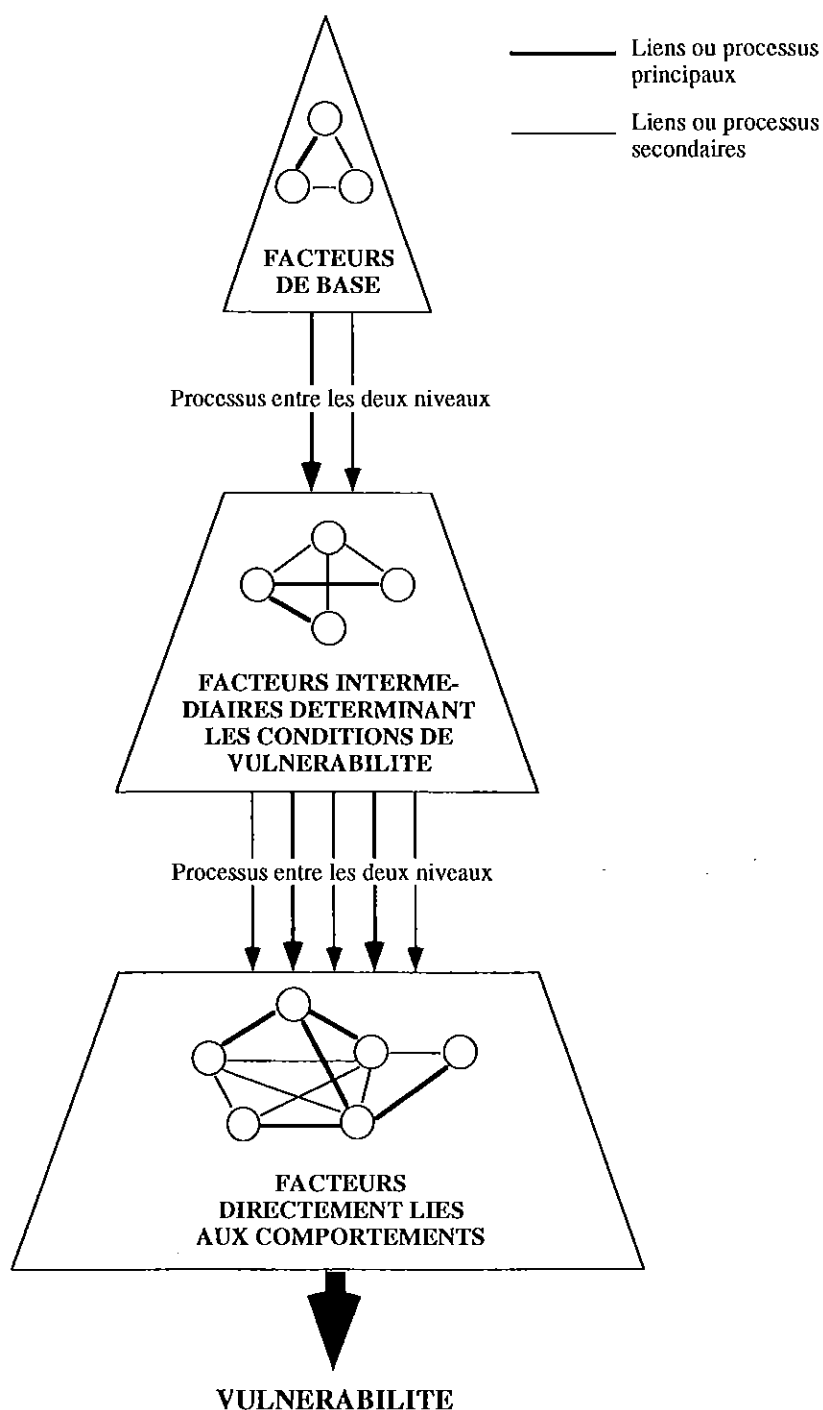 Liens ou processus
principaux
Liens ou processus
secondaires
FACTEURS
DE BASE
Processus entre les deux niveaux
FACTEURS INTERME-
DIAIRES DETERMINANT
LES CONDITIONS DE
VULNERABILITE
Processus entre les deux niveaux
FACTEURS
DIRECTEMENT LIES
AUX COMPORTEMENTS
VULNERABILITE